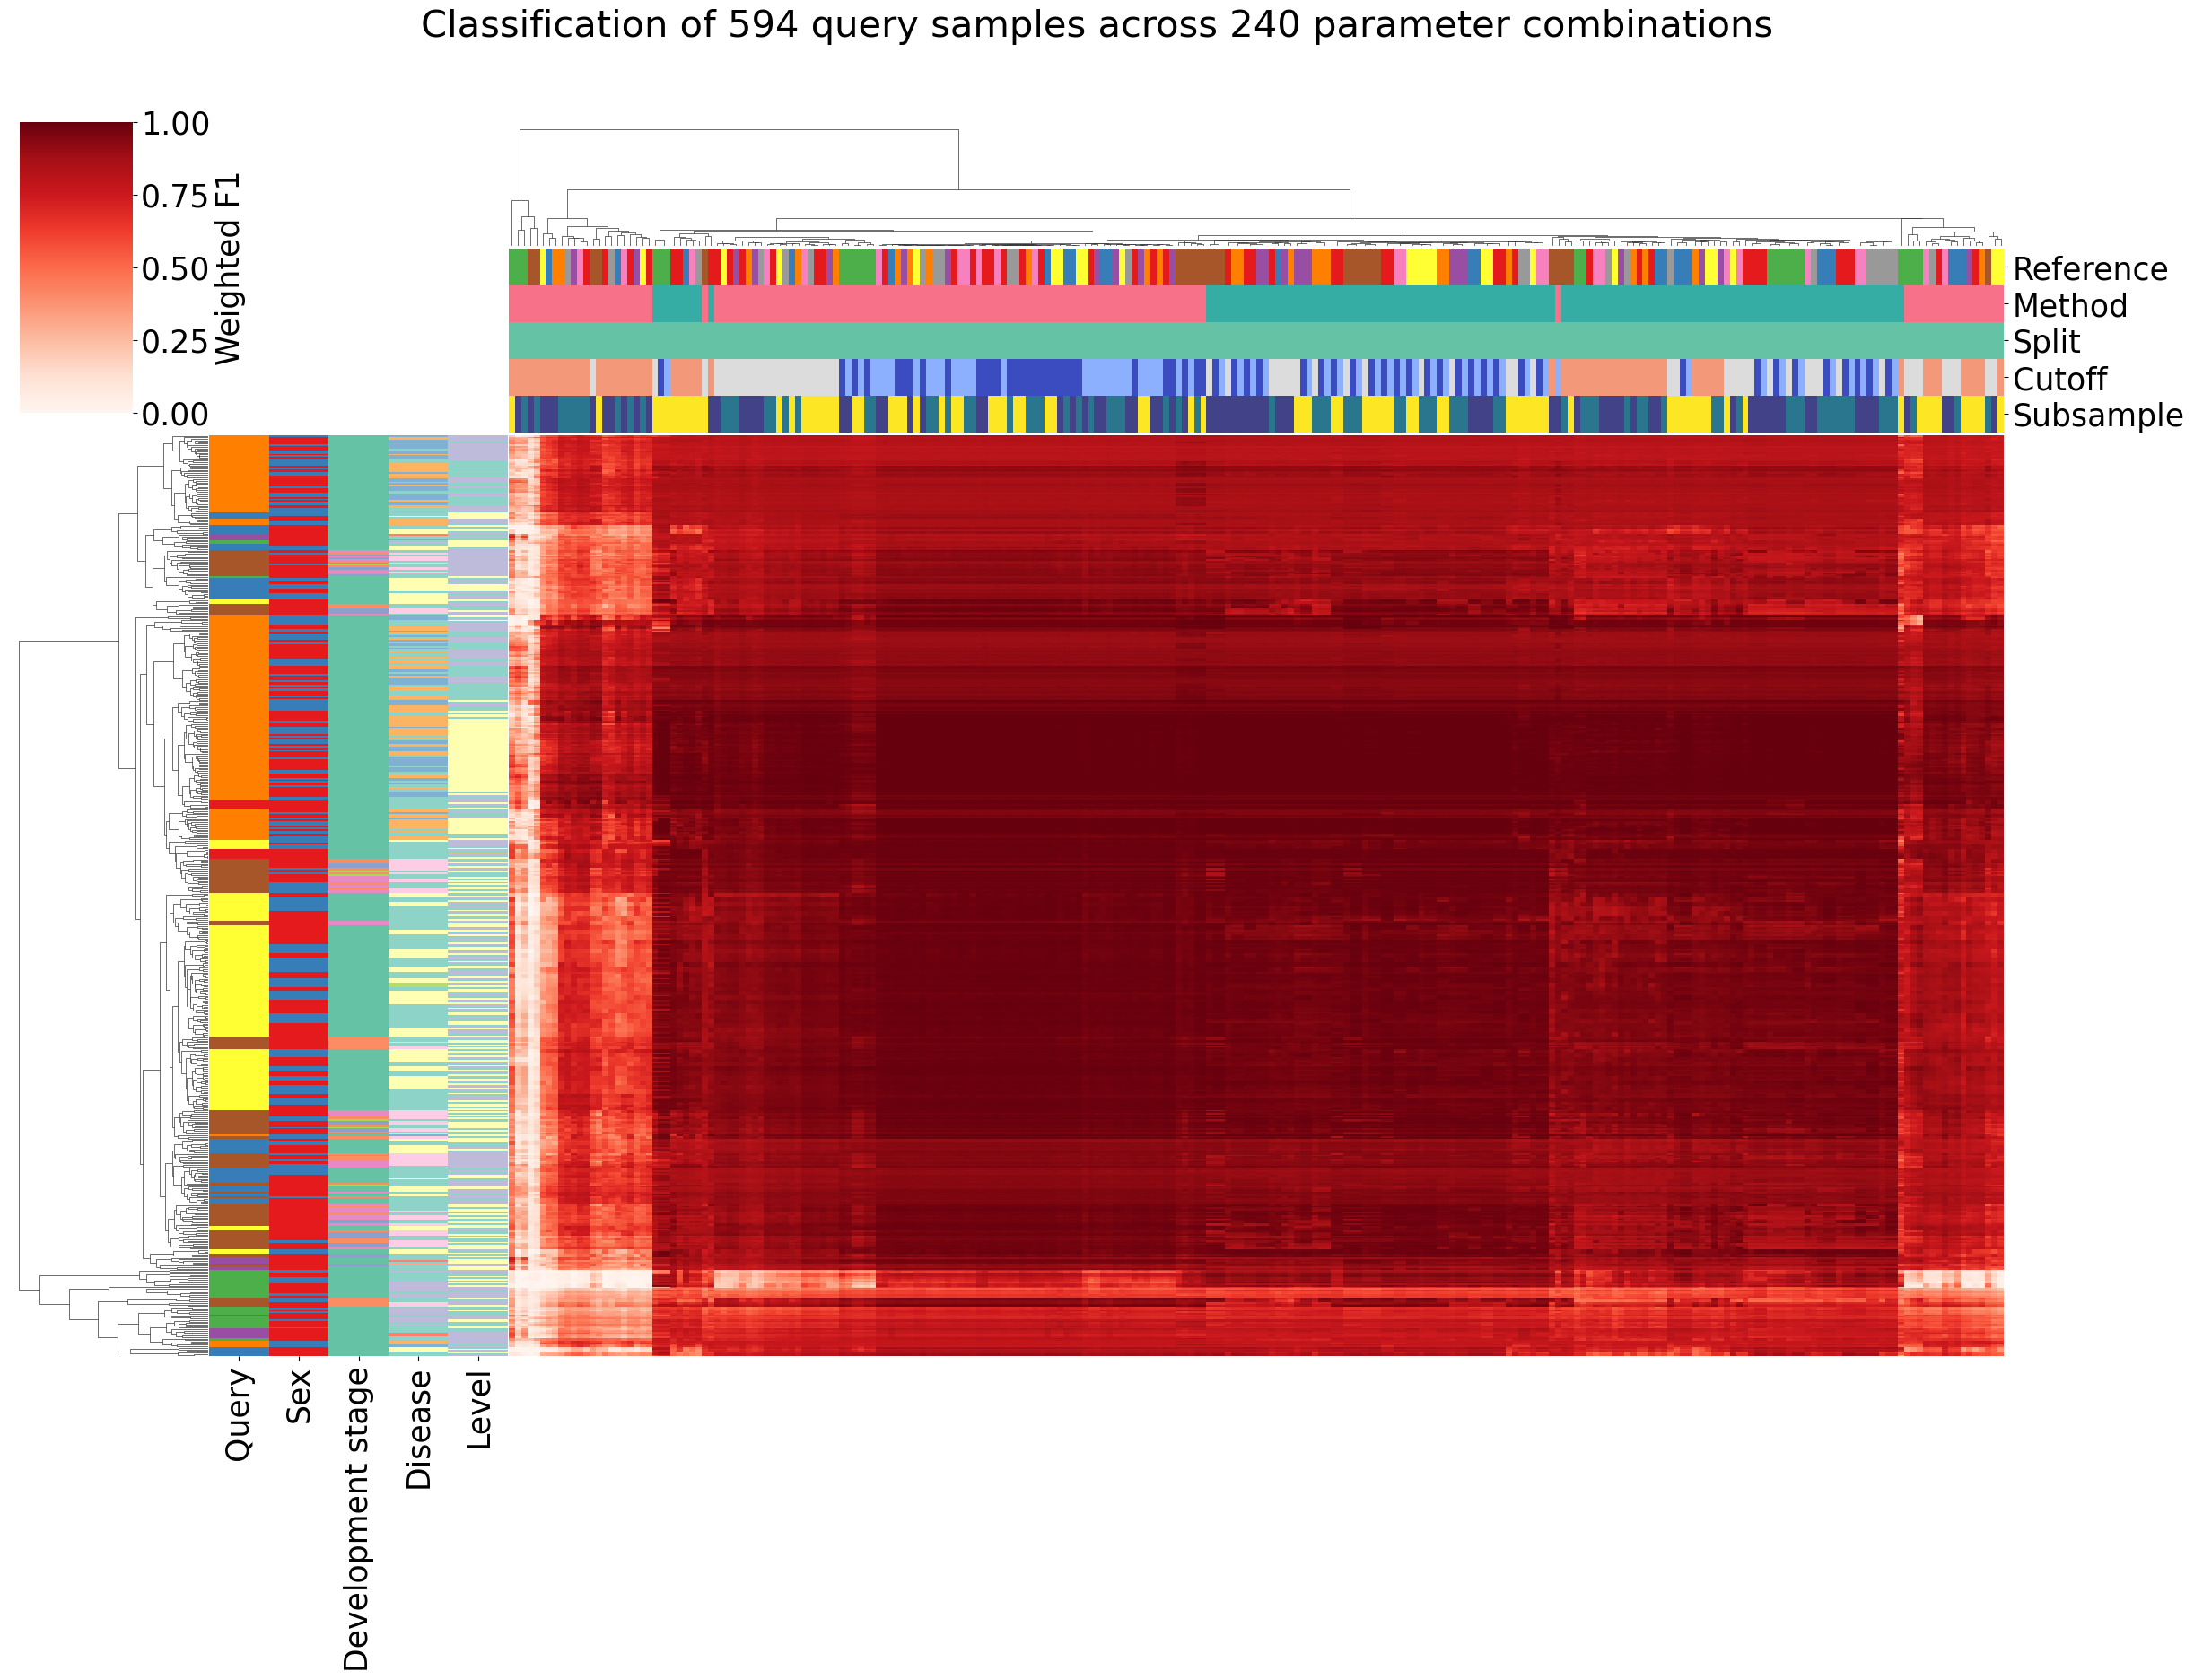 Classification of 594 query samples across 240 parameter combinations
1.00
0.75
0.50
0.25
0.00
Weighted F1
Reference
Method
Split
Cutoff
Subsample
Query
Sex
Development stage
Disease
Level